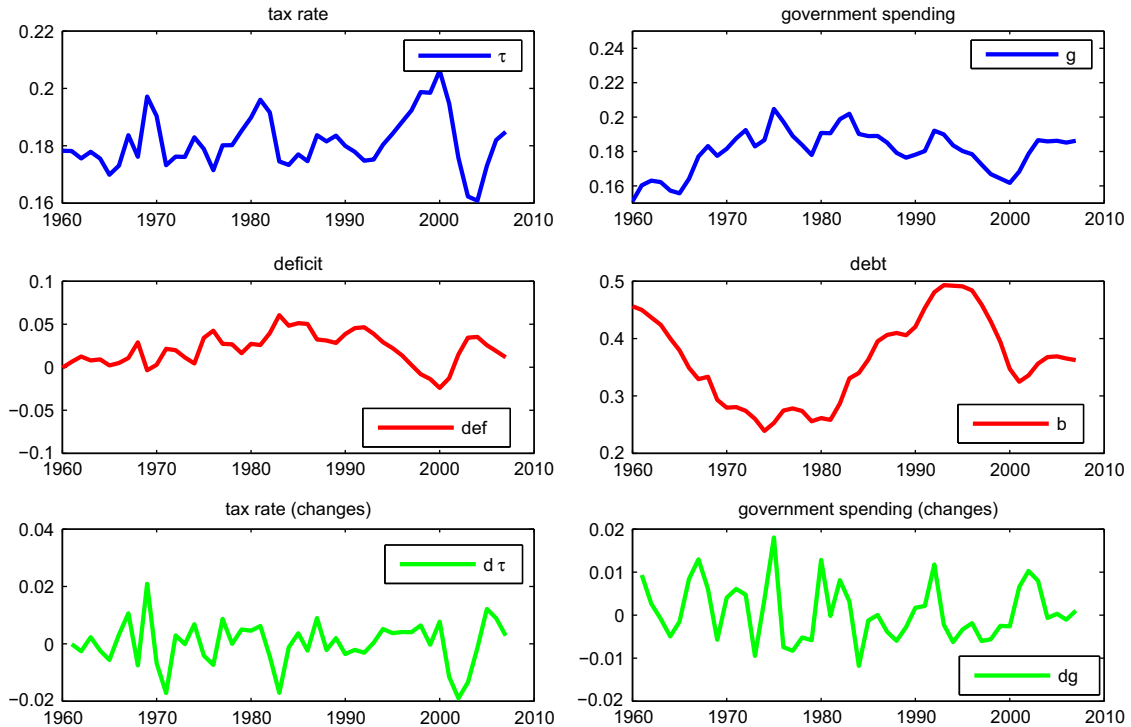 tax rate
0.22
0.2
0.18
0.16
τ
1960 1970 1980 1990 2000 2010
government spending
0.24
0.22
0.2
0.18
0.16
g
1960 1970 1980 1990 2000 2010
deficit
0.1
0.05
0
−0.05
−0.1
def
1960 1970 1980 1990 2000 2010
debt
0.5
0.4
0.3
0.2
b
1960 1970 1980 1990 2000 2010
tax rate (changes)
0.04
0.02
0
−0.02
d τ
1960 1970 1980 1990 2000 2010
government spending (changes)
0.02
0.01
0
−0.01
−0.02
dg
1960 1970 1980 1990 2000 2010